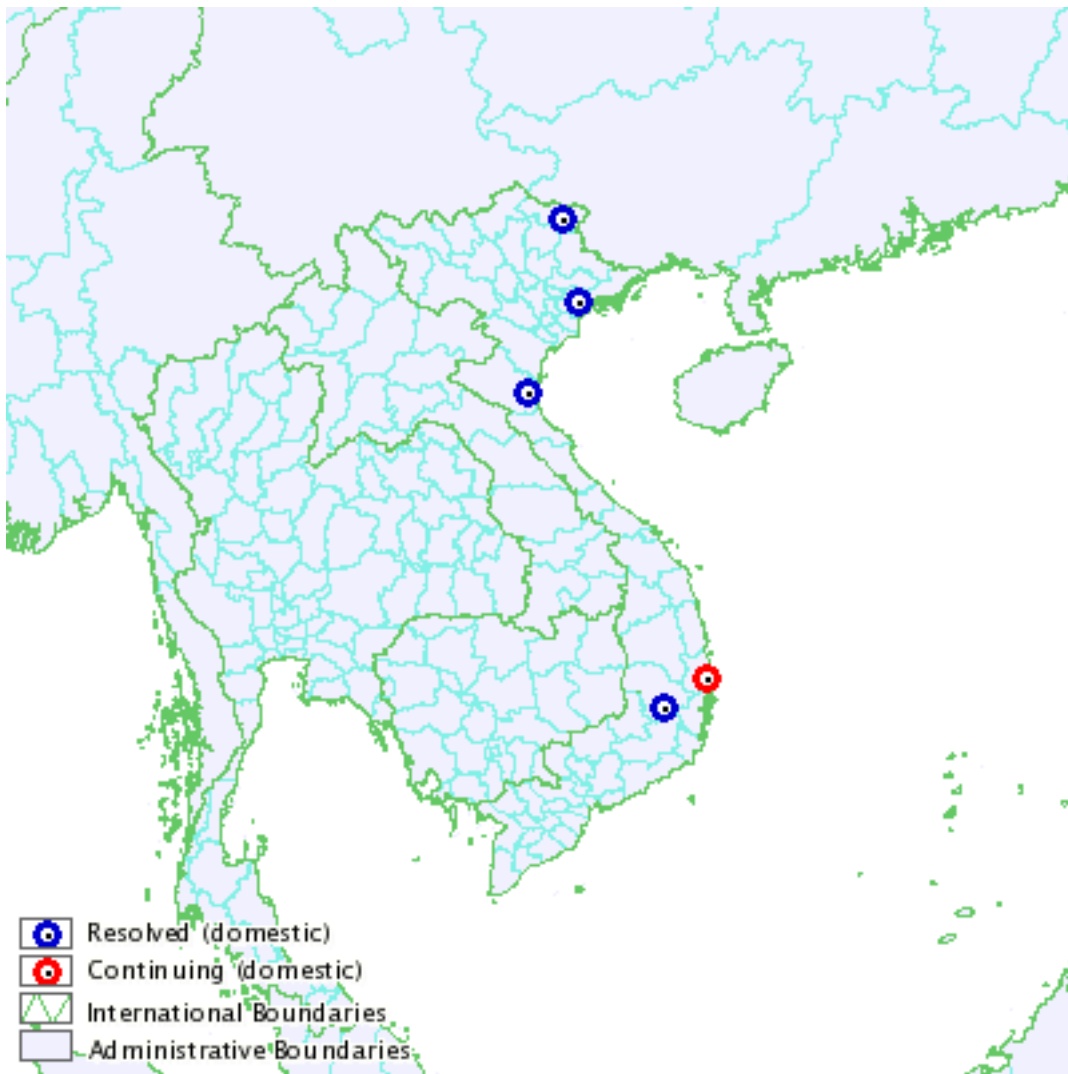 Resolved (domestic)
Continuing (domestic)
International Boundaries
Administrative Boundaries